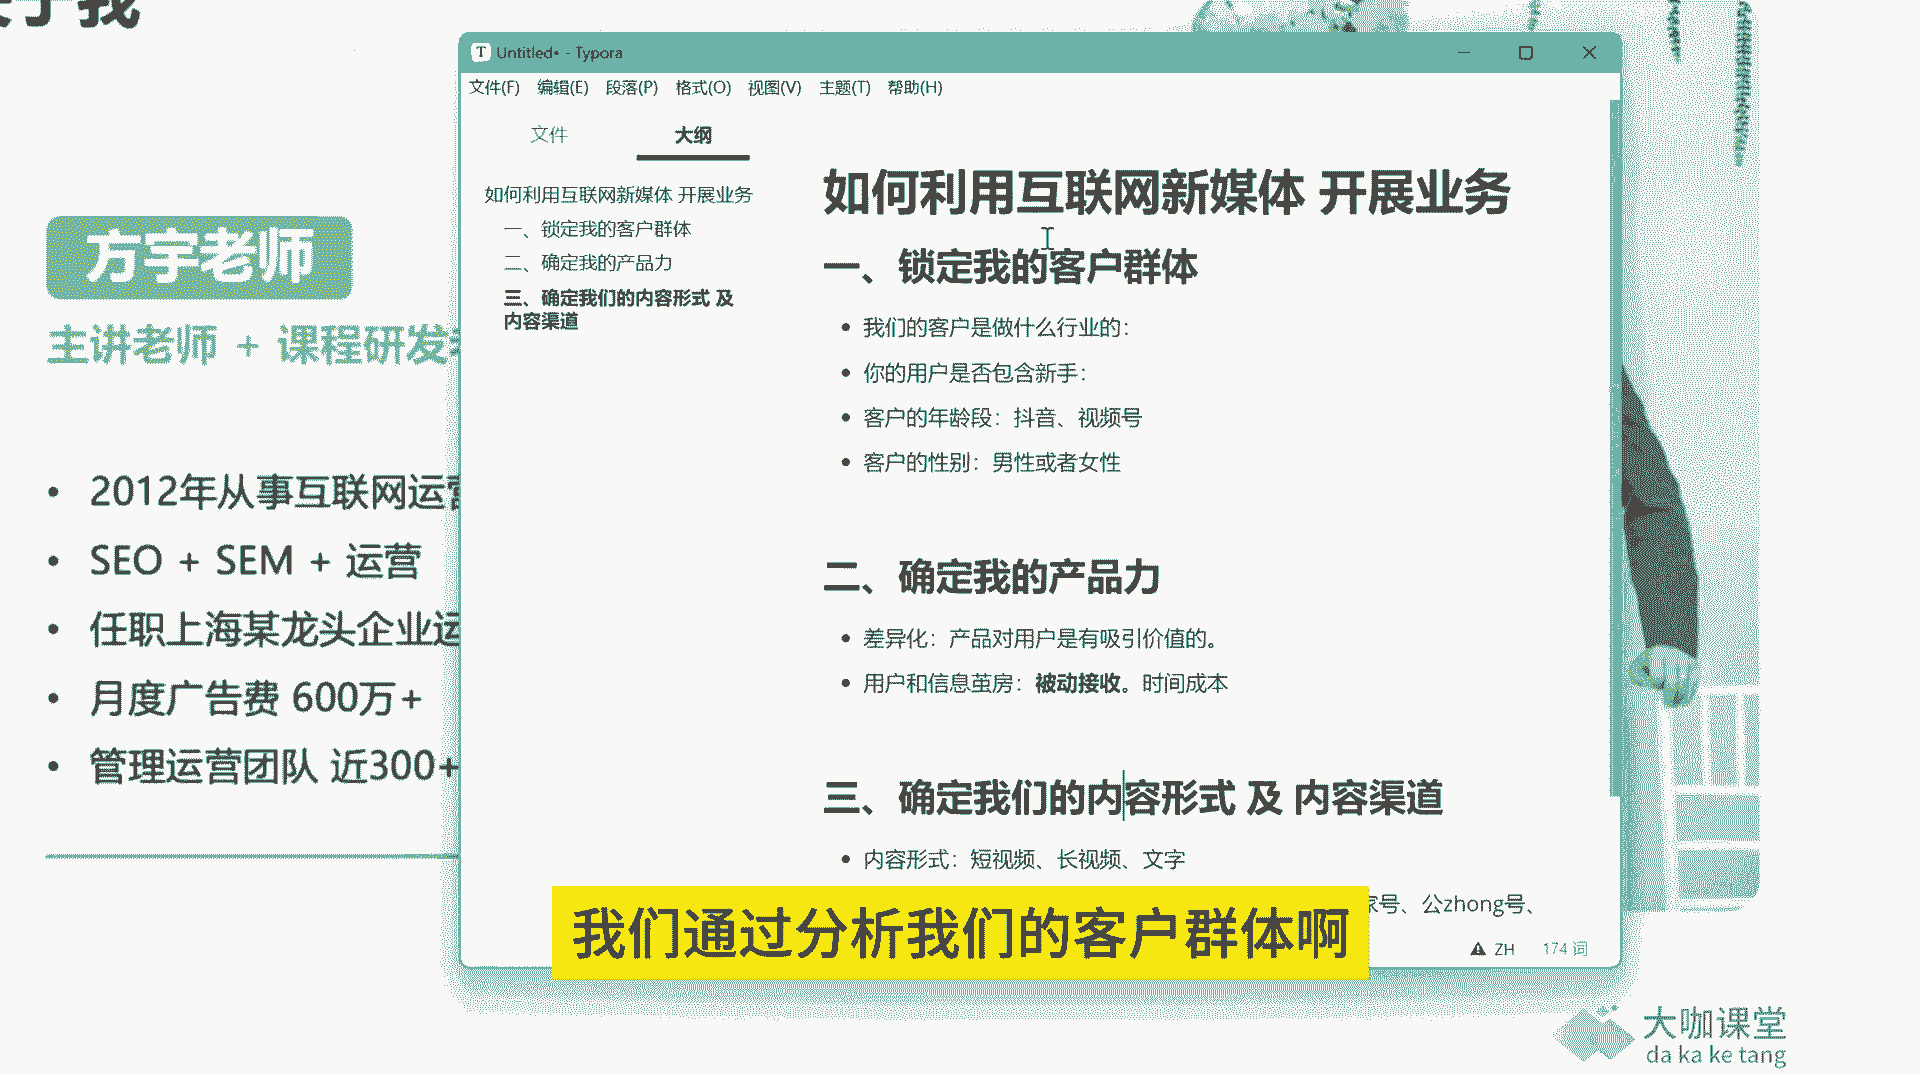 于我
方宇老师
主讲老师 + 课程研发
• 2012年从事互联网运营
• SEO + SEM + 运营
• 任职上海某龙头企业运
• 月度广告费 600万+
• 管理运营团队 近300+
Untitled• - Typora
文件(F) 编辑(E) 段落(P) 格式(O) 视图(V) 主题(T) 帮助(H)
文件 大纲
如何利用互联网新媒体 开展业务
一、锁定我的客户群体
二、确定我的产品力
三、确定我们的内容形式 及
内容渠道
如何利用互联网新媒体 开展业务
一、锁定我的客户群体
• 我们的客户是做什么行业的：
• 你的用户是否包含新手：
• 客户的年龄段：抖音、视频号
• 客户的性别：男性或者女性
二、确定我的产品力
• 差异化：产品对用户是有吸引价值的。
• 用户和信息茧房：被动接收。时间成本
三、确定我们的内容形式 及 内容渠道
• 内容形式：短视频、长视频、文字
家号、公zhong号、
ZH 174 词
我们通过分析我们的客户群体啊
大咖课堂
da ka ke tang